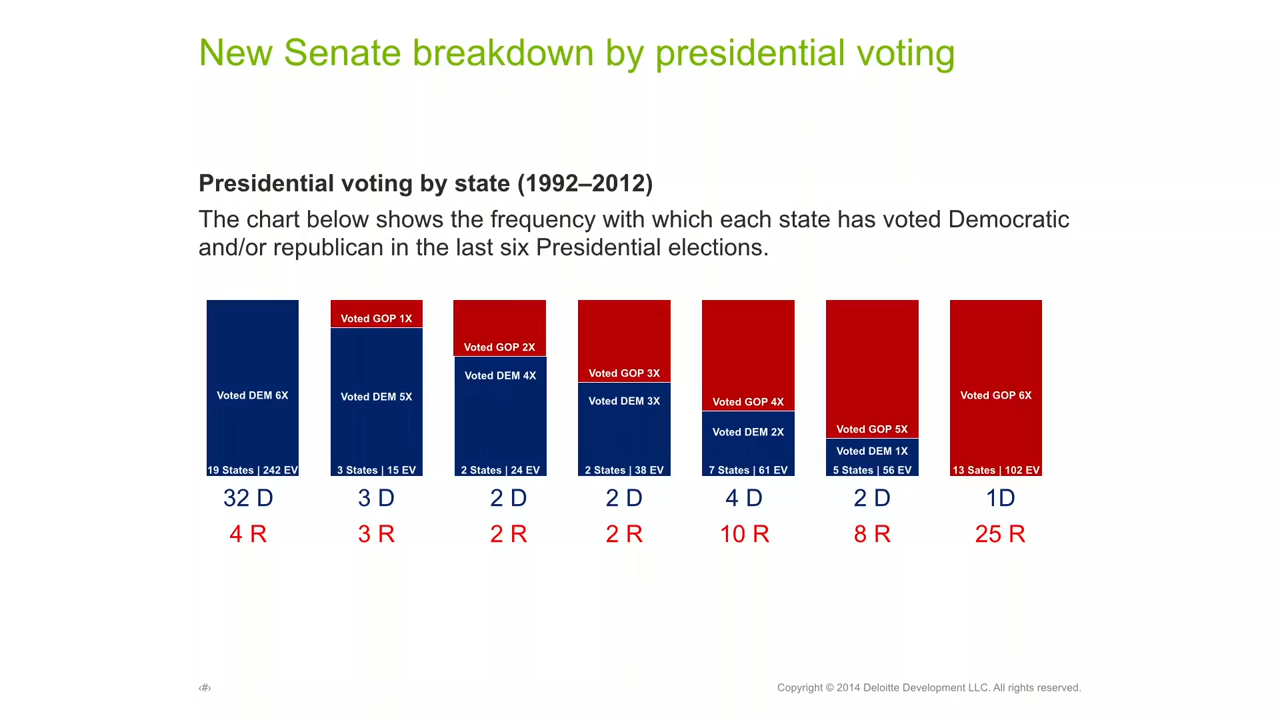 New Senate breakdown by presidential voting
Presidential voting by state (1992–2012)
The chart below shows the frequency with which each state has voted Democratic
and/or republican in the last six Presidential elections.
Voted DEM 6X
19 States | 242 EV
32 D
4 R
Voted GOP 1X
Voted DEM 5X
3 States | 15 EV
3 D
3 R
Voted GOP 2X
Voted DEM 4X
2 States | 24 EV
2 D
2 R
Voted GOP 3X
Voted DEM 3X
2 States | 38 EV
2 D
2 R
Voted GOP 4X
Voted DEM 2X
7 States | 61 EV
4 D
10 R
Voted GOP 5X
Voted DEM 1X
5 States | 56 EV
2 D
8 R
Voted GOP 6X
13 Sates | 102 EV
1D
25 R
‹#›
Copyright © 2014 Deloitte Development LLC. All rights reserved.